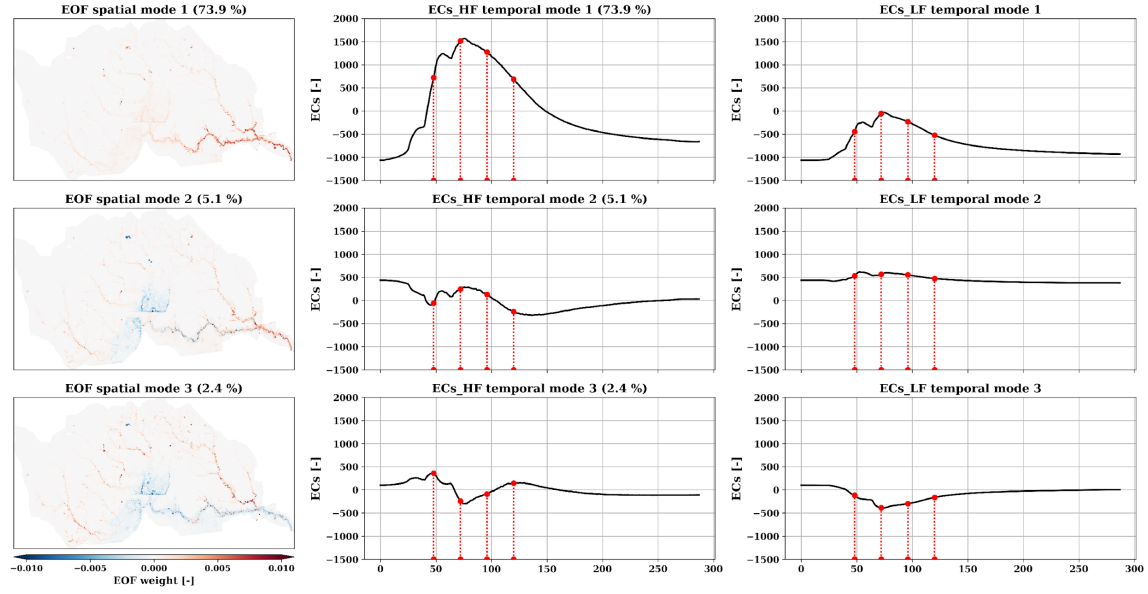 EOF spatial mode 1 (73.9 %)
ECs_HF temporal mode 1 (73.9 %)
ECs_LF temporal mode 1
ECs [-]
2000
1500
1000
500
0
−500
−1000
−1500
ECs [-]
2000
1500
1000
500
0
−500
−1000
−1500
EOF spatial mode 2 (5.1 %)
ECs_HF temporal mode 2 (5.1 %)
ECs_LF temporal mode 2
ECs [-]
2000
1500
1000
500
0
−500
−1000
−1500
ECs [-]
2000
1500
1000
500
0
−500
−1000
−1500
EOF spatial mode 3 (2.4 %)
ECs_HF temporal mode 3 (2.4 %)
ECs_LF temporal mode 3
ECs [-]
2000
1500
1000
500
0
−500
−1000
−1500
ECs [-]
2000
1500
1000
500
0
−500
−1000
−1500
−0.010 −0.005 0.000 0.005 0.010
EOF weight [-]
0 50 100 150 200 250 300
0 50 100 150 200 250 300